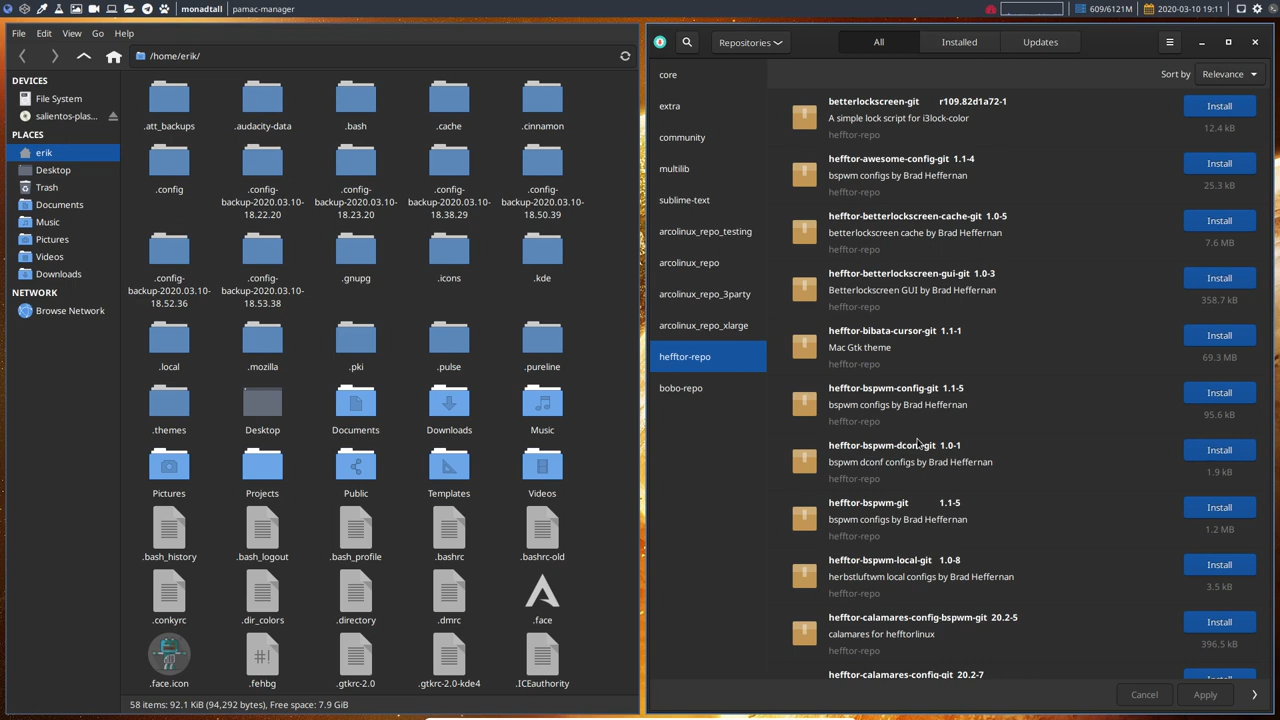 monadtall
pamac-manager
609/6121M
2020-03-10 19:11
File Edit View Go Help
/home/erik/
DEVICES
File System
salientos-plas...
PLACES
erik
Desktop
Trash
Documents
Music
Pictures
Videos
Downloads
NETWORK
Browse Network
.att_backups
.audacity-data
.bash
.cache
.cinnamon
.config
.config-
backup-2020.03.10-
18.22.20
.config-
backup-2020.03.10-
18.23.20
.config-
backup-2020.03.10-
18.38.29
.config-
backup-2020.03.10-
18.50.39
.config-
backup-2020.03.10-
18.52.36
.config-
backup-2020.03.10-
18.53.38
.gnupg
.icons
.kde
.local
.mozilla
.pki
.pulse
.pureline
.themes
Desktop
Documents
Downloads
Music
Pictures
Projects
Public
Templates
Videos
.bash_history
.bash_logout
.bash_profile
.bashrc
.bashrc-old
.conkyrc
.dir_colors
.directory
.dmrc
.face
.face.icon
.fehbg
.gtkrc-2.0
.gtkrc-2.0-kde4
.ICEauthority
58 items: 92.1 KiB (94,292 bytes), Free space: 7.9 GiB
Repositories
All
Installed
Updates
core
extra
community
multilib
sublime-text
arcolinux_repo_testing
arcolinux_repo
arcolinux_repo_3party
arcolinux_repo_xlarge
hefftor-repo
bobo-repo
Sort by Relevance
betterlockscreen-git r109.82d1a72-1
A simple lock script for i3lock-color
hefftor-repo
Install
12.4 kB
hefftor-awesome-config-git 1.1-4
bspwm configs by Brad Heffernan
hefftor-repo
Install
25.3 kB
hefftor-betterlockscreen-cache-git 1.0-5
betterlockscreen cache by Brad Heffernan
hefftor-repo
Install
7.6 MB
hefftor-betterlockscreen-gui-git 1.0-3
Betterlockscreen GUI by Brad Heffernan
hefftor-repo
Install
358.7 kB
hefftor-bibata-cursor-git 1.1-1
Mac Gtk theme
hefftor-repo
Install
69.3 MB
hefftor-bspwm-config-git 1.1-5
bspwm configs by Brad Heffernan
hefftor-repo
Install
95.6 kB
hefftor-bspwm-dconf-git 1.0-1
bspwm dconf configs by Brad Heffernan
hefftor-repo
Install
1.9 kB
hefftor-bspwm-git 1.1-5
bspwm configs by Brad Heffernan
hefftor-repo
Install
1.2 MB
hefftor-bspwm-local-git 1.0-8
herbstluftwm local configs by Brad Heffernan
hefftor-repo
Install
3.5 kB
hefftor-calamares-config-bspwm-git 20.2-5
calamares for hefftorlinux
hefftor-repo
Install
396.5 kB
hefftor-calamares-config-git 20.2-7
Install
Cancel
Apply